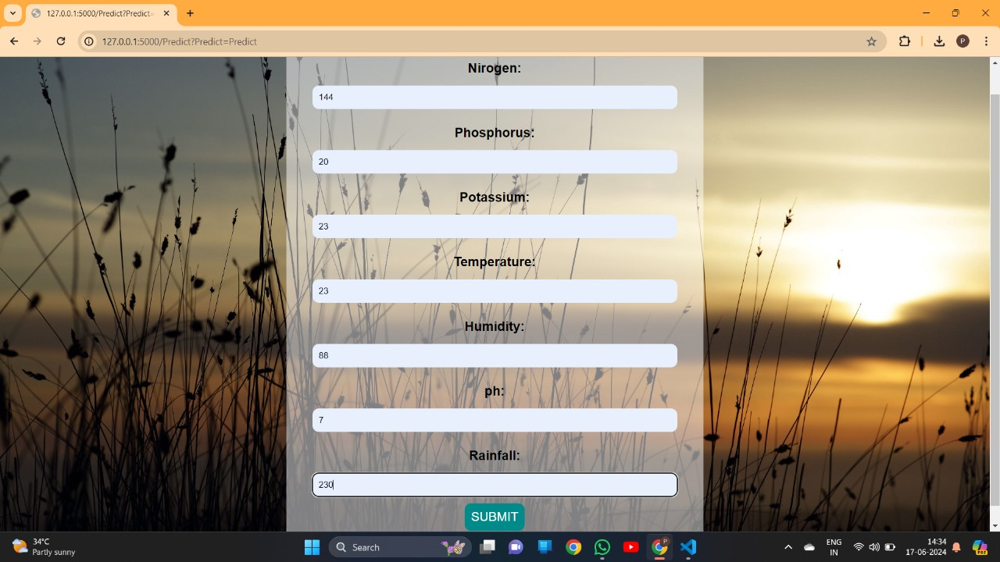 127.0.0.1:5000/Predict?Predict=
127.0.0.1:5000/Predict?Predict=Predict
P
Nirogen:
144
Phosphorus:
20
Potassium:
23
Temperature:
23
Humidity:
88
ph:
7
Rainfall:
230
SUBMIT
34°C
Partly sunny
Search
P
ENG
IN
14:34
17-06-2024
PRE